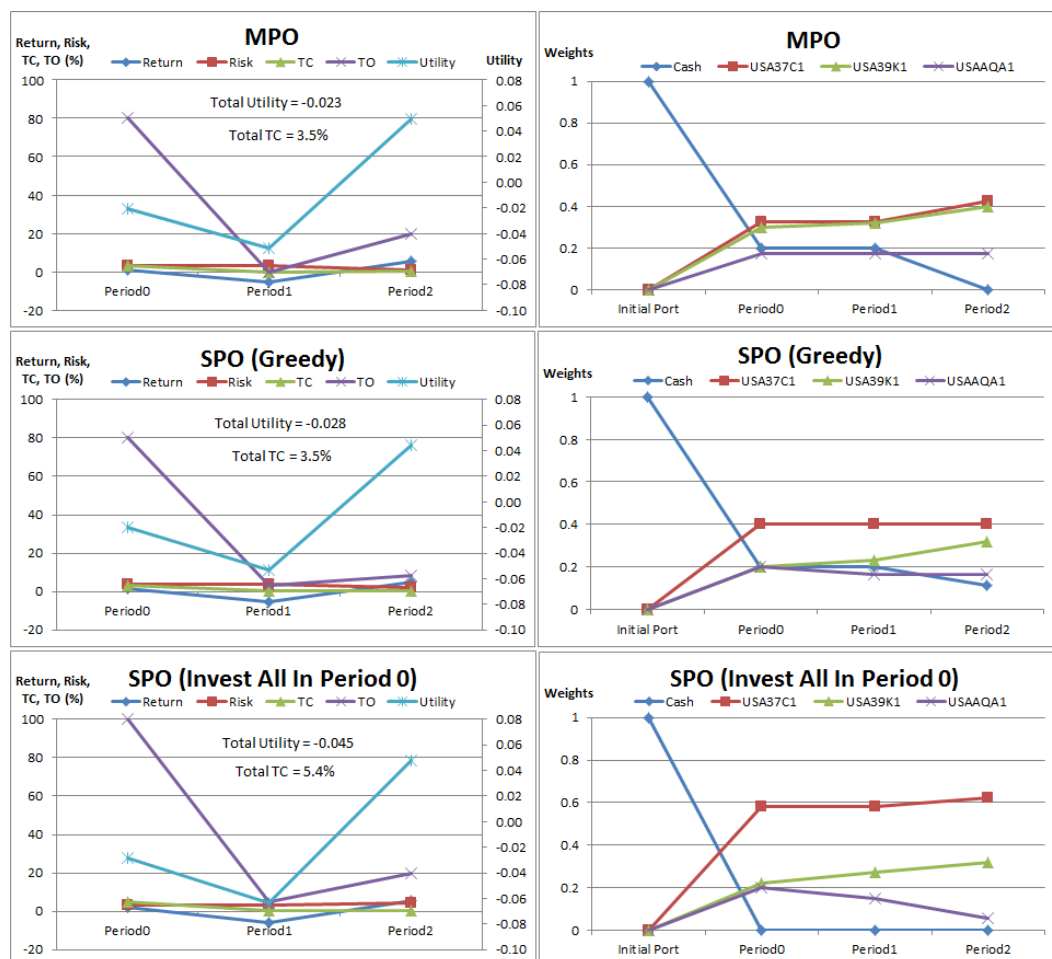 MPO
Return, Risk,
TC, TO (%)
Return Risk TC TO Utility
Utility
Total Utility = -0.023
Total TC = 3.5%
100
80
60
40
20
0
-20
0.08
0.06
0.04
0.02
0.00
-0.02
-0.04
-0.06
-0.08
-0.10
Period0 Period1 Period2
MPO
Weights
Cash USA37C1 USA39K1 USAAQA1
1
0.8
0.6
0.4
0.2
0
Initial Port Period0 Period1 Period2
SPO (Greedy)
Return, Risk,
TC, TO (%)
Return Risk TC TO Utility
Total Utility = -0.028
Total TC = 3.5%
100
80
60
40
20
0
-20
0.08
0.06
0.04
0.02
0.00
-0.02
-0.04
-0.06
-0.08
-0.10
Period0 Period1 Period2
SPO (Greedy)
Weights
Cash USA37C1 USA39K1 USAAQA1
1
0.8
0.6
0.4
0.2
0
Initial Port Period0 Period1 Period2
SPO (Invest All In Period 0)
Return, Risk,
TC, TO (%)
Return Risk TC TO Utility
Total Utility = -0.045
Total TC = 5.4%
100
80
60
40
20
0
-20
0.08
0.06
0.04
0.02
0.00
-0.02
-0.04
-0.06
-0.08
-0.10
Period0 Period1 Period2
SPO (Invest All In Period 0)
Weights
Cash USA37C1 USA39K1 USAAQA1
1
0.8
0.6
0.4
0.2
0
Initial Port Period0 Period1 Period2